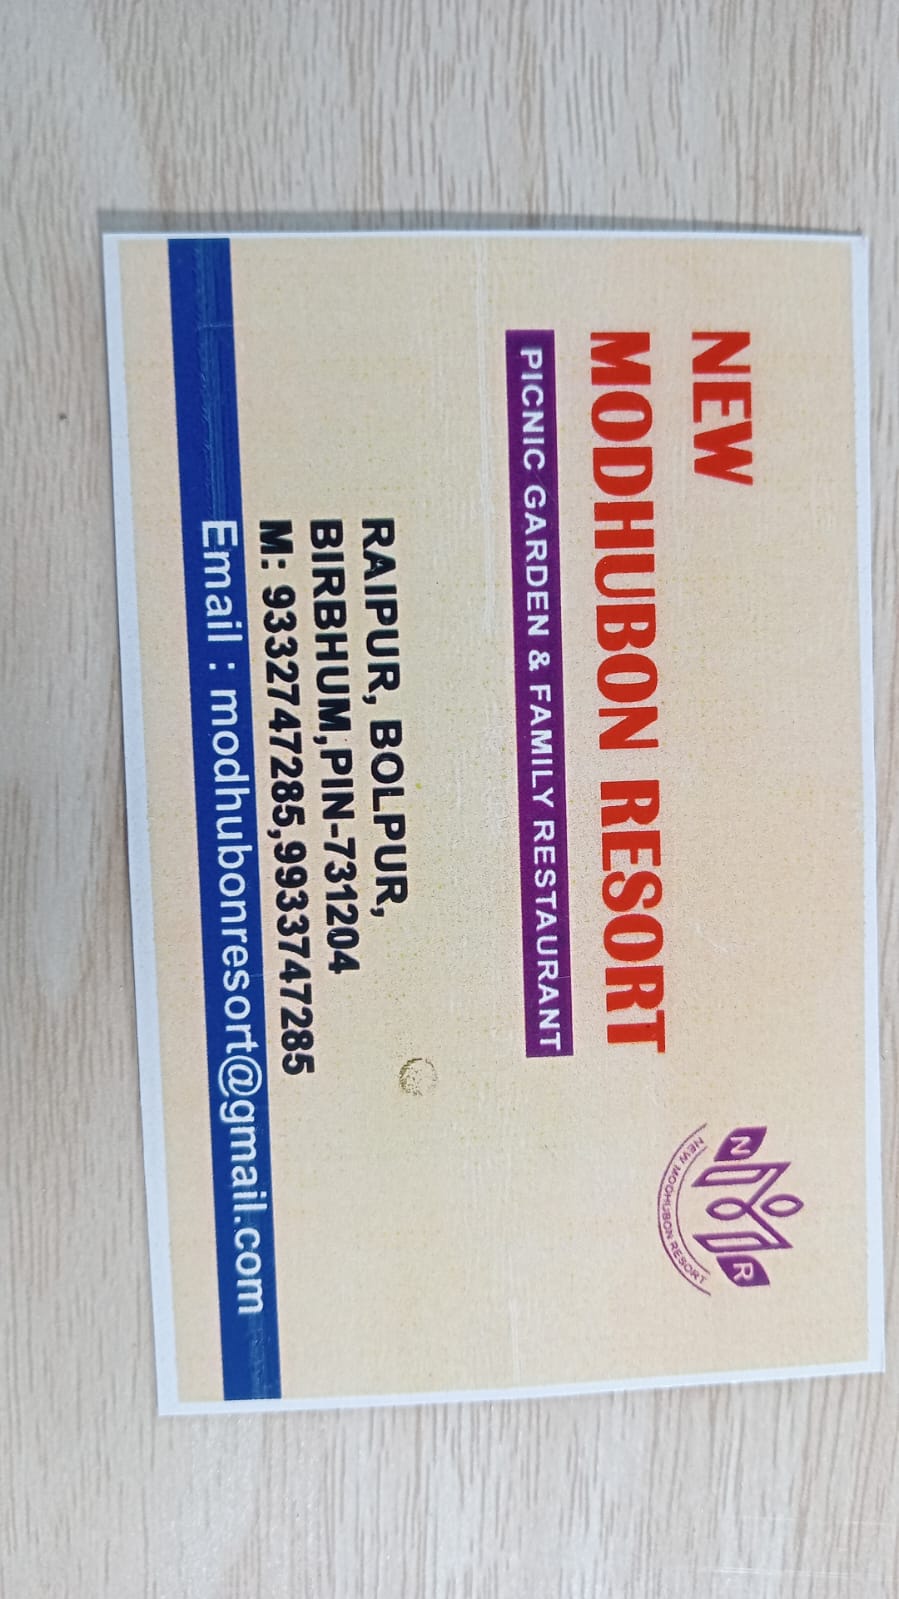 NEW
MODHUBON RESORT
PICNIC GARDEN & FAMILY RESTAURANT
N R
NEW MODHUBON RESORT
RAIPUR, BOLPUR,
BIRBHUM,PIN-731204
M: 9332747285,9933747285
Email : modhubonresort@gmail.com